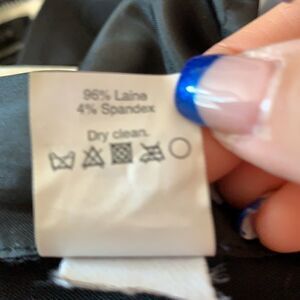 96% Laine
4% Spandex
Dry clean.